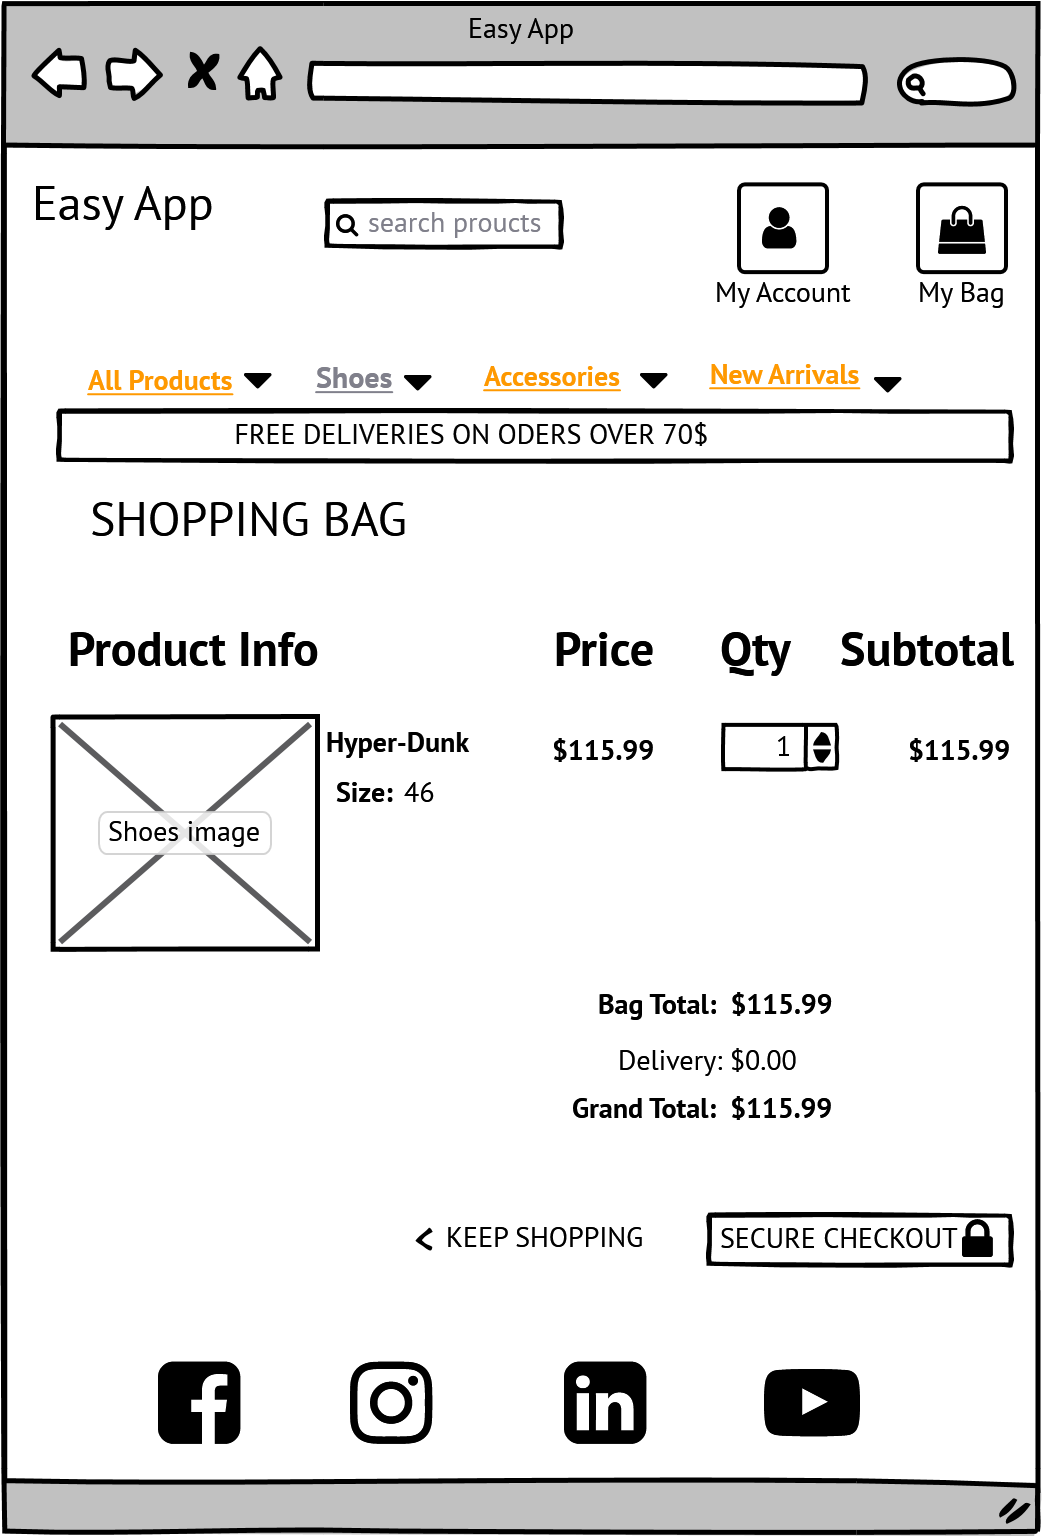 Easy App
Easy App
search proucts
My Account
My Bag
All Products
Shoes
Accessories
New Arrivals
FREE DELIVERIES ON ODERS OVER 70$
SHOPPING BAG
Product Info Price Qty Subtotal
Hyper-Dunk $115.99 1 $115.99
Size: 46
Shoes image
Bag Total: $115.99
Delivery: $0.00
Grand Total: $115.99
KEEP SHOPPING
SECURE CHECKOUT